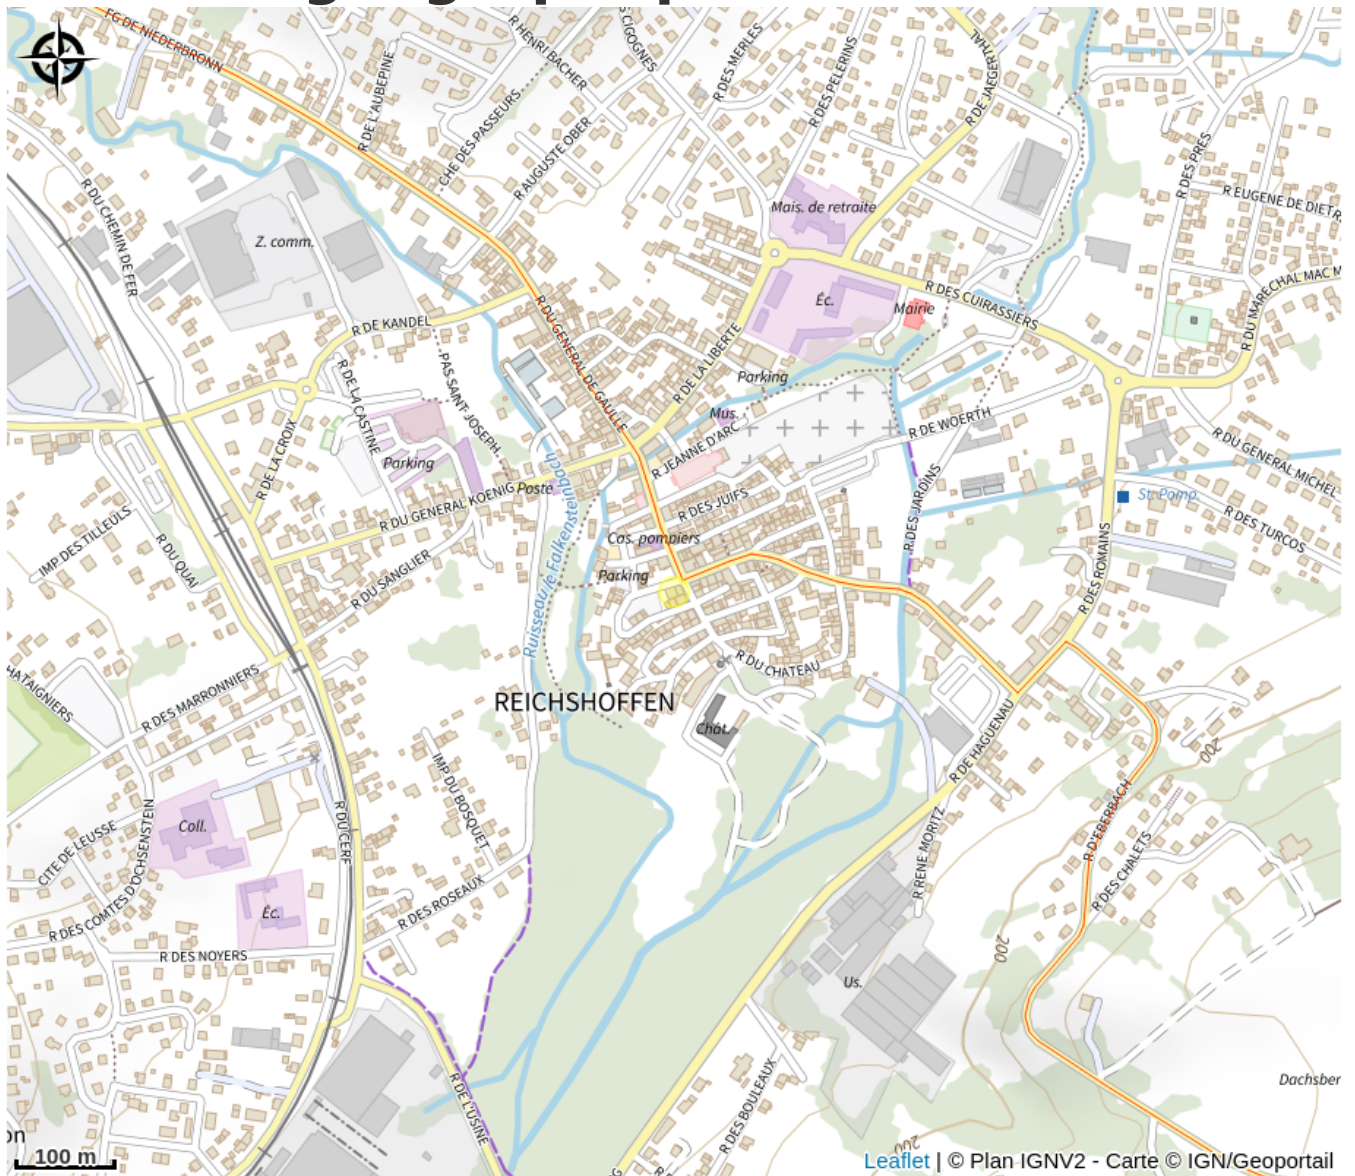 FG DE NIEDERBRONN
R HENRI BACHER
R DES MERLES
R DES PELERINS
R DE JAEGERTHAL
R DE L'AUBEPINE
CHE DES PASSEURS
R AUGUSTE OBER
R DES PRES
R EUGENE DE DIETR
R DU CHEMIN DE FER
Z. comm.
Mais. de retraite
R DU MARECHAL MAC M
Éc.
Mairie
R DES CUIRASSIERS
R DE KANDEL
R DU GENERAL DE GAULLE
R DE LA LIBERTE
R DE LA CASTINE
PAS SAINT JOSEPH
Parking
Mus.
R JEANNE D'ARC
R DE WOERTH
R DE LA CROIX
Parking
R DU GENERAL KOENIG
Poste
R DES JUIFS
R DES JARDINS
R DU GENERAL MICHEL
St. Pomp.
R DES TURCOS
IMP DES TILLEULS
R DU QUAI
R DU SANGLIER
Ruisseau le Falkensteinbach
Cas. pompiers
Parking
R DES ROMAINS
R DU CHATEAU
HATAIGNIERS
R DES MARRONNIERS
REICHSHOFFEN
Chât.
R DE HAGUENAU
200
IMP DU BOSQUET
R D'EBERBACH
R DES CHALETS
R RENE MORITZ
Coll.
CITE DE LEUSSE
R DES COMTES D'OCHSENSTEIN
R DU CERF
Éc.
R DES ROSEAUX
R DES NOYERS
200
Us.
R DE L'USINE
R DES BOULEAUX
Dachsber
200
on
100 m
Leaflet | © Plan IGNV2 - Carte © IGN/Geoportail